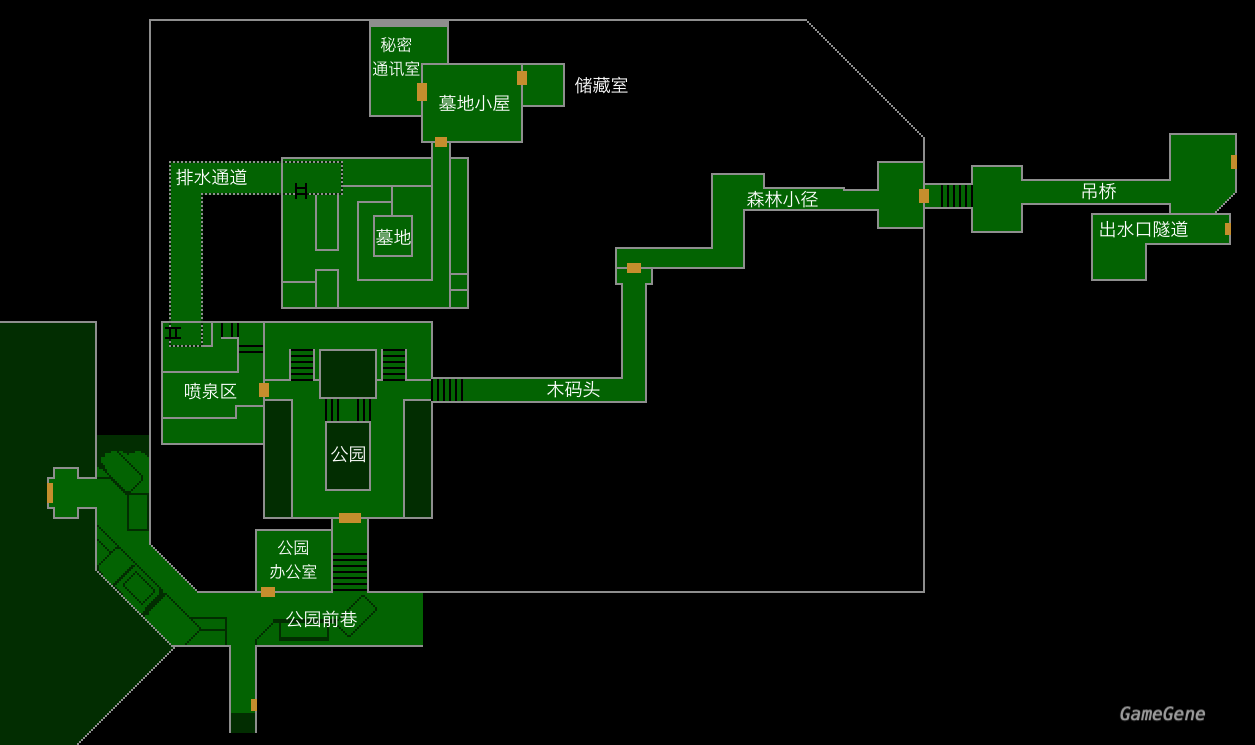 秘密
通讯室
储藏室
墓地小屋
排水通道
森林小径
吊桥
出水口隧道
墓地
喷泉区
木码头
公园
公园
办公室
公园前巷
GameGene